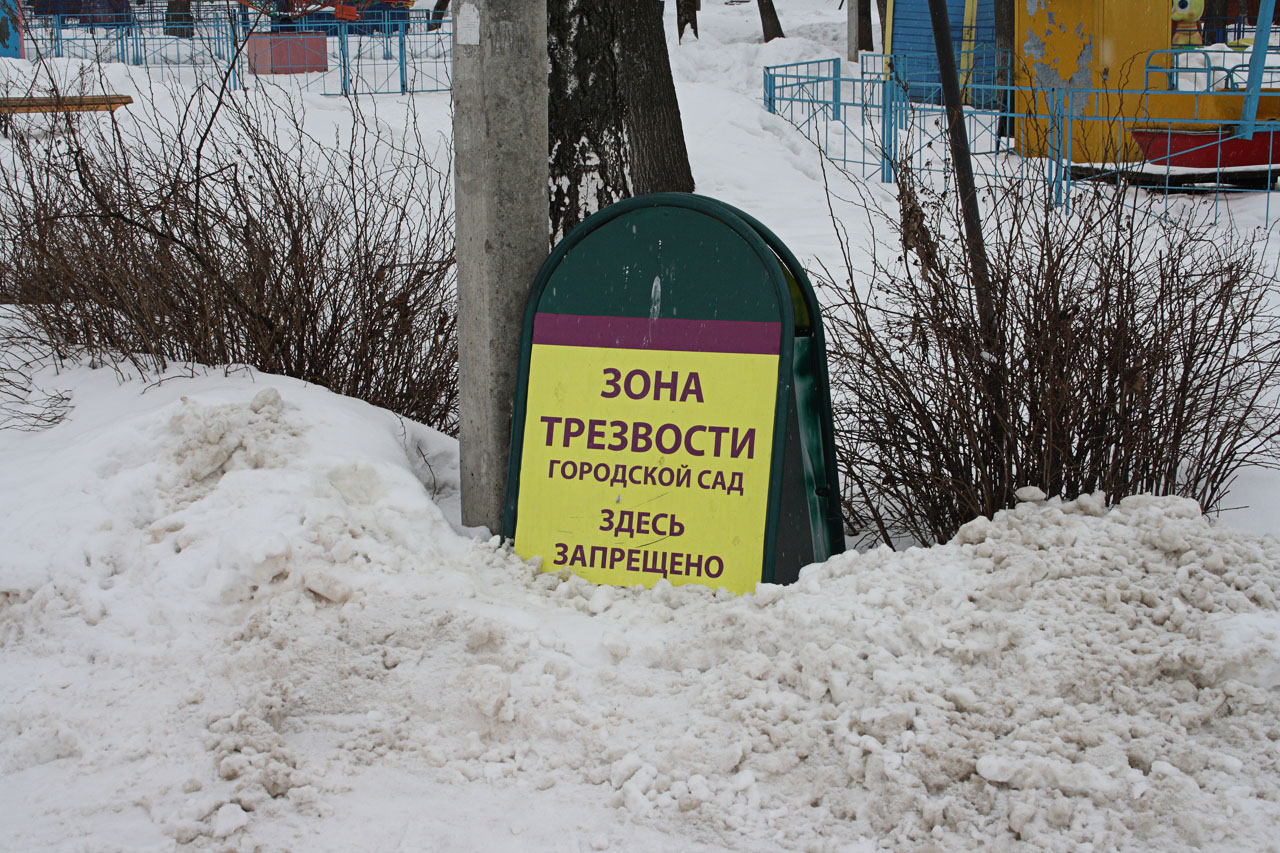 ЗОНА
ТРЕЗВОСТИ
ГОРОДСКОЙ САД
ЗДЕСЬ
ЗАПРЕЩЕНО